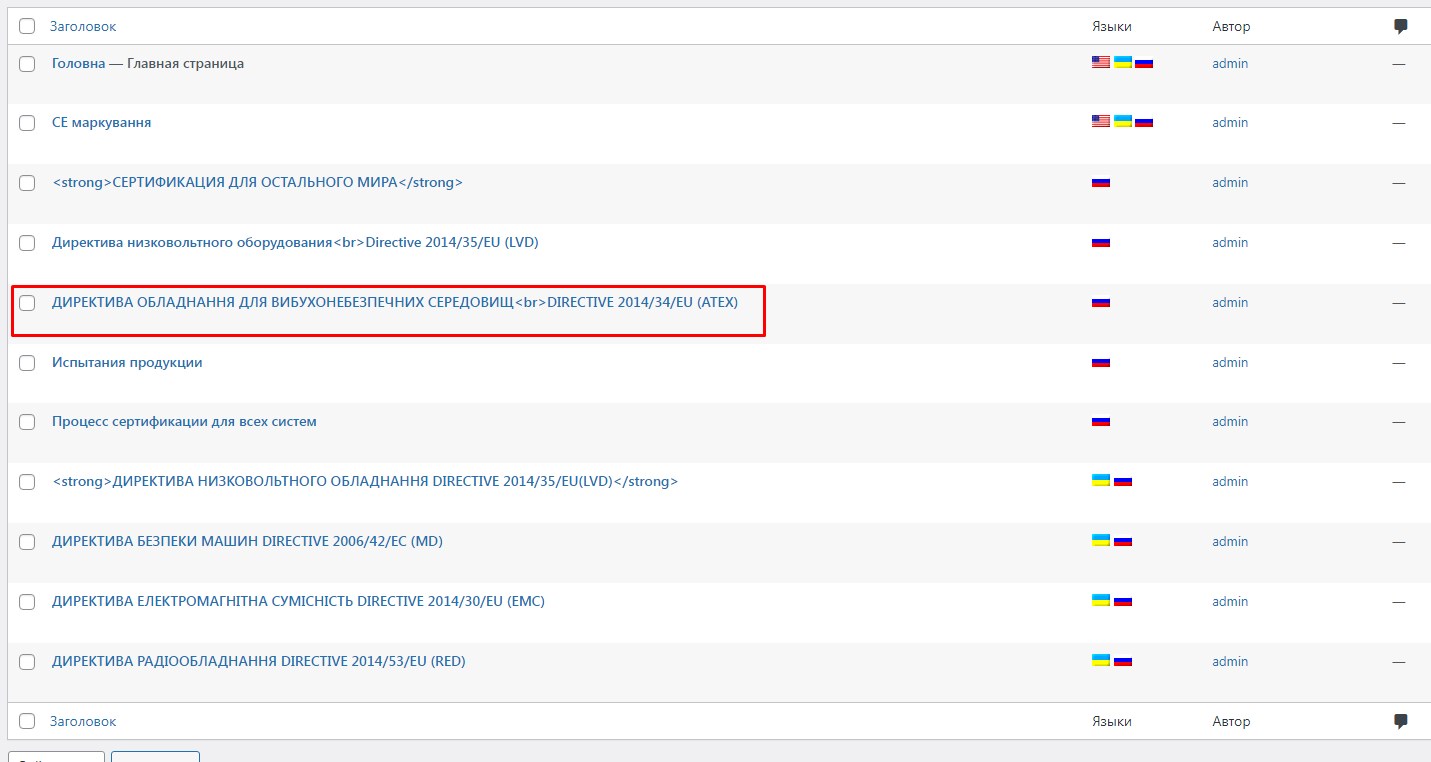 Заголовок Языки Автор
Головна — Главная страница admin —
СЕ маркування admin —
<strong>СЕРТИФИКАЦИЯ ДЛЯ ОСТАЛЬНОГО МИРА</strong> admin —
Директива низковольтного оборудования<br>Directive 2014/35/EU (LVD) admin —
ДИРЕКТИВА ОБЛАДНАННЯ ДЛЯ ВИБУХОНЕБЕЗПЕЧНИХ СЕРЕДОВИЩ<br>DIRECTIVE 2014/34/EU (ATEX) admin —
Испытания продукции admin —
Процесс сертификации для всех систем admin —
<strong>ДИРЕКТИВА НИЗКОВОЛЬТНОГО ОБЛАДНАННЯ DIRECTIVE 2014/35/EU(LVD)</strong> admin —
ДИРЕКТИВА БЕЗПЕКИ МАШИН DIRECTIVE 2006/42/EC (MD) admin —
ДИРЕКТИВА ЕЛЕКТРОМАГНІТНА СУМІСНІСТЬ DIRECTIVE 2014/30/EU (EMC) admin —
ДИРЕКТИВА РАДІООБЛАДНАННЯ DIRECTIVE 2014/53/EU (RED) admin —
Заголовок Языки Автор